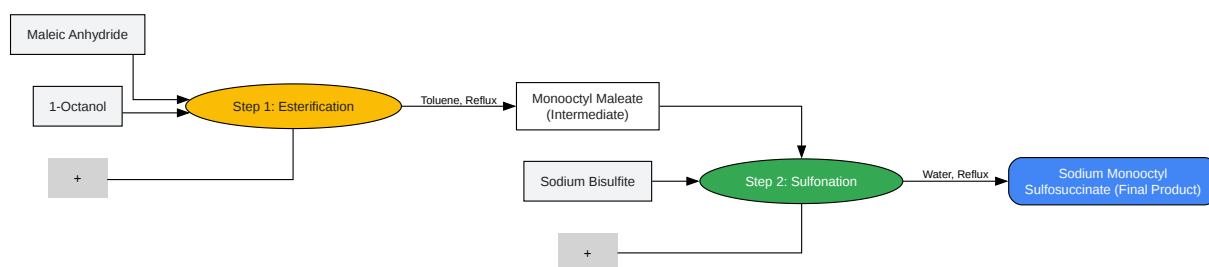 Maleic Anhydride
1-Octanol
Step 1: Esterification
Toluene, Reflux
Monooctyl Maleate
(Intermediate)
+
Sodium Bisulfite
Step 2: Sulfonation
Water, Reflux
Sodium Monooctyl
Sulfosuccinate (Final Product)
+